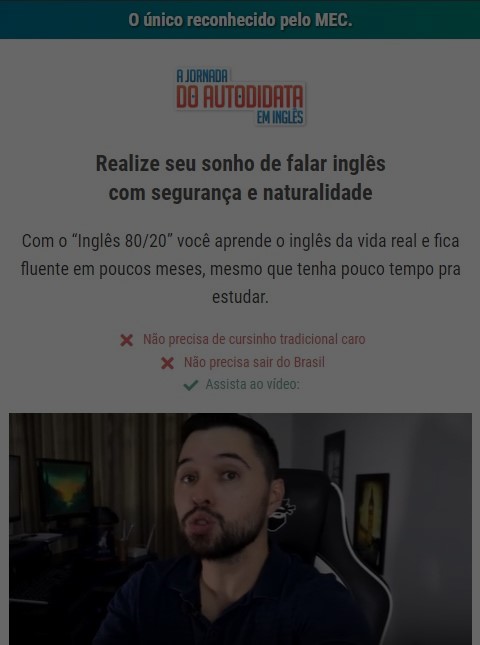 O único reconhecido pelo MEC.
A JORNADA
DO AUTODIDATA
EM INGLÊS
Realize seu sonho de falar inglês
com segurança e naturalidade
Com o “Inglês 80/20” você aprende o inglês da vida real e fica
fluente em poucos meses, mesmo que tenha pouco tempo pra
estudar.
Não precisa de cursinho tradicional caro
Não precisa sair do Brasil
Assista ao vídeo: